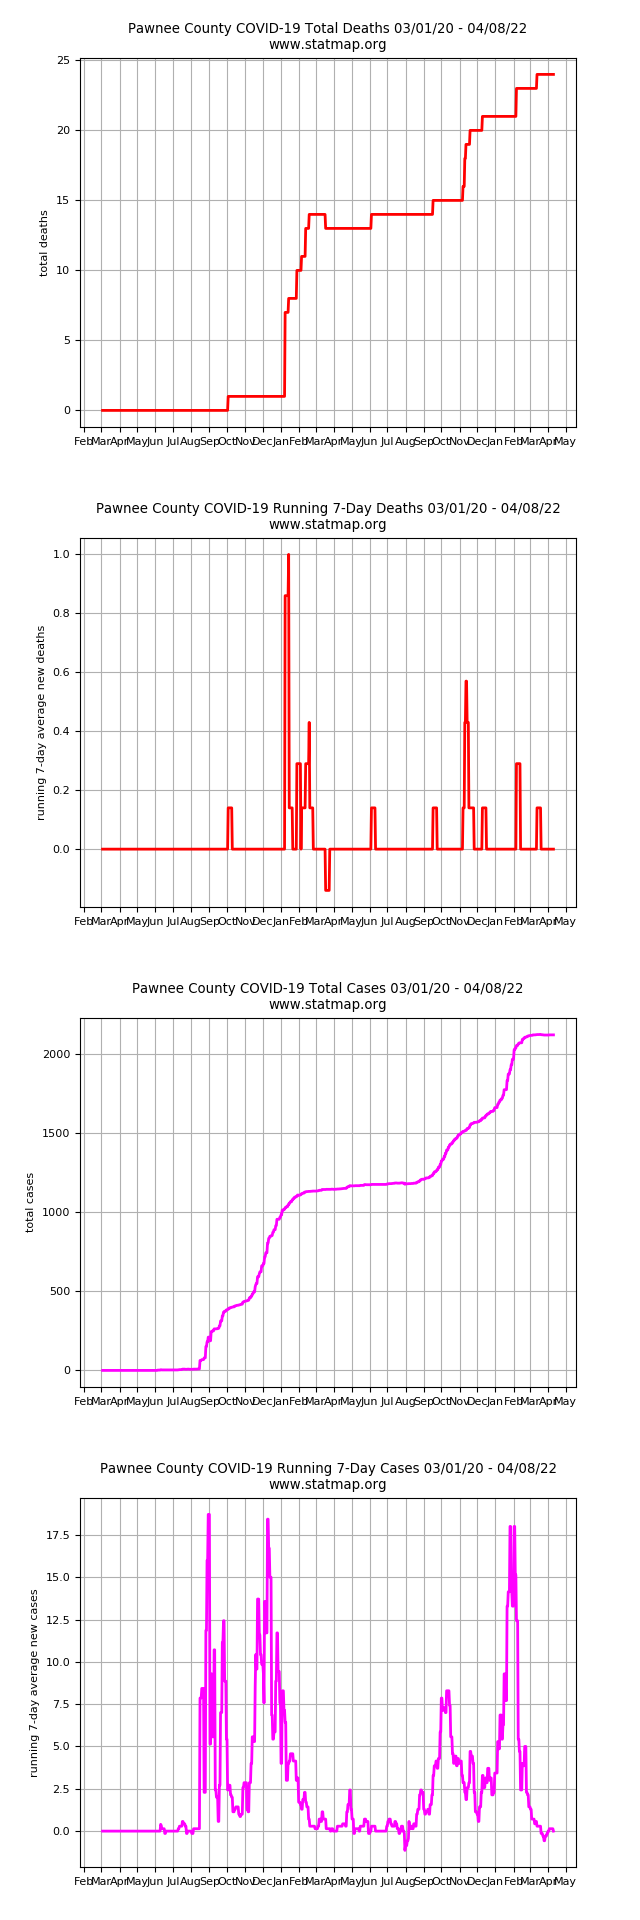 Pawnee County COVID-19 Total Deaths 03/01/20 - 04/08/22
www.statmap.org
25
20
15
10
5
0
total deaths
Feb Mar Apr May Jun Jul Aug Sep Oct Nov Dec Jan Feb Mar Apr May Jun Jul Aug Sep Oct Nov Dec Jan Feb Mar Apr May
Pawnee County COVID-19 Running 7-Day Deaths 03/01/20 - 04/08/22
www.statmap.org
1.0
0.8
0.6
0.4
0.2
0.0
running 7-day average new deaths
Feb Mar Apr May Jun Jul Aug Sep Oct Nov Dec Jan Feb Mar Apr May Jun Jul Aug Sep Oct Nov Dec Jan Feb Mar Apr May
Pawnee County COVID-19 Total Cases 03/01/20 - 04/08/22
www.statmap.org
2000
1500
1000
500
0
total cases
Feb Mar Apr May Jun Jul Aug Sep Oct Nov Dec Jan Feb Mar Apr May Jun Jul Aug Sep Oct Nov Dec Jan Feb Mar Apr May
Pawnee County COVID-19 Running 7-Day Cases 03/01/20 - 04/08/22
www.statmap.org
17.5
15.0
12.5
10.0
7.5
5.0
2.5
0.0
running 7-day average new cases
Feb Mar Apr May Jun Jul Aug Sep Oct Nov Dec Jan Feb Mar Apr May Jun Jul Aug Sep Oct Nov Dec Jan Feb Mar Apr May